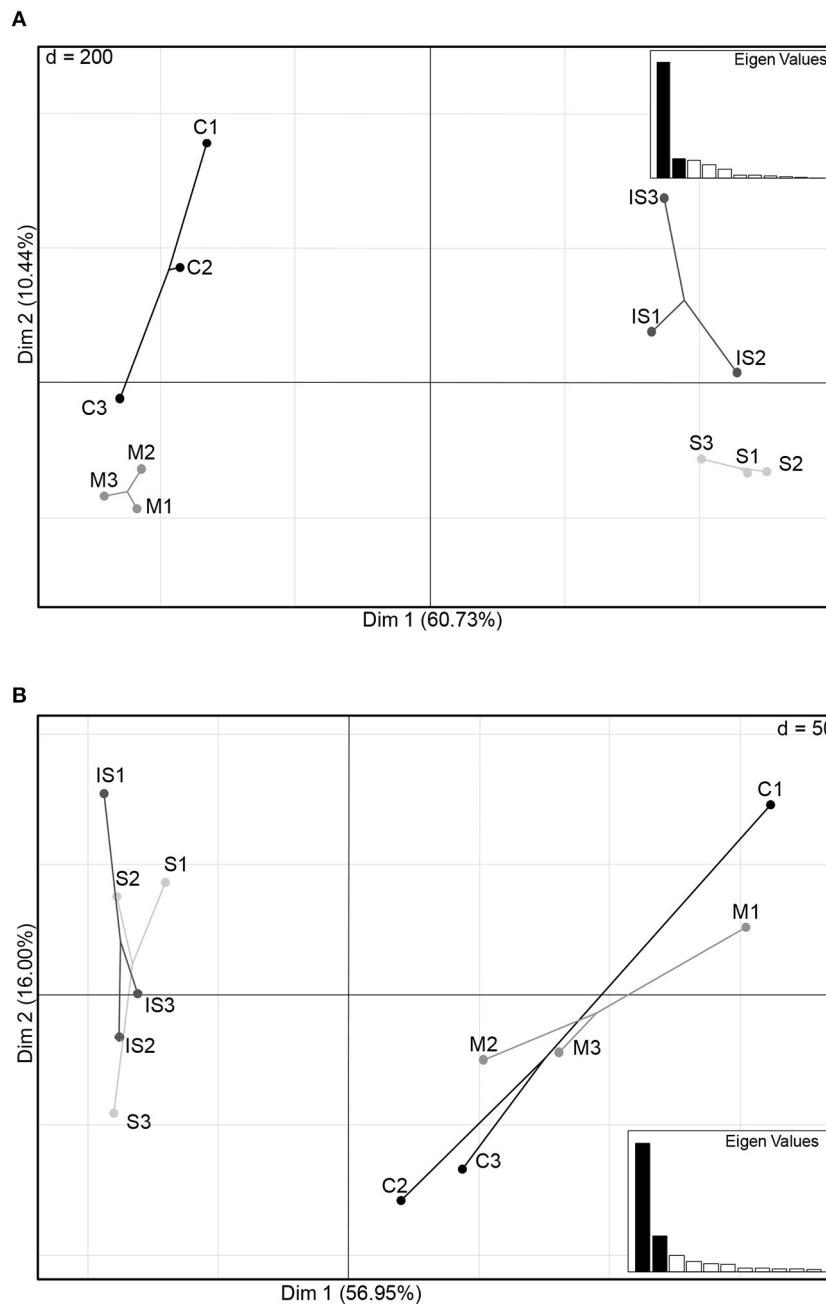 A
d = 200
Eigen Values
C1
IS3
C2
IS1
IS2
C3
M2
M3
M1
S3
S1
S2
Dim 2 (10.44%)
Dim 1 (60.73%)
B
d = 50
IS1
C1
S1
S2
M1
IS3
IS2
M2
M3
S3
C3
C2
Eigen Values
Dim 2 (16.00%)
Dim 1 (56.95%)